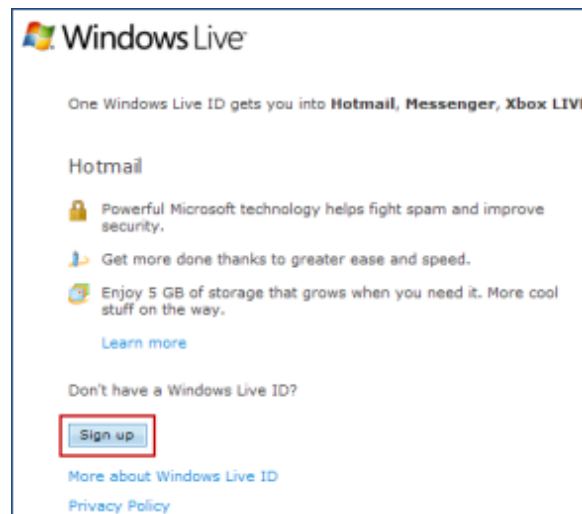 Windows Live
One Windows Live ID gets you into Hotmail, Messenger, Xbox LIVE
Hotmail
Powerful Microsoft technology helps fight spam and improve
security.
Get more done thanks to greater ease and speed.
Enjoy 5 GB of storage that grows when you need it. More cool
stuff on the way.
Learn more
Don't have a Windows Live ID?
Sign up
More about Windows Live ID
Privacy Policy